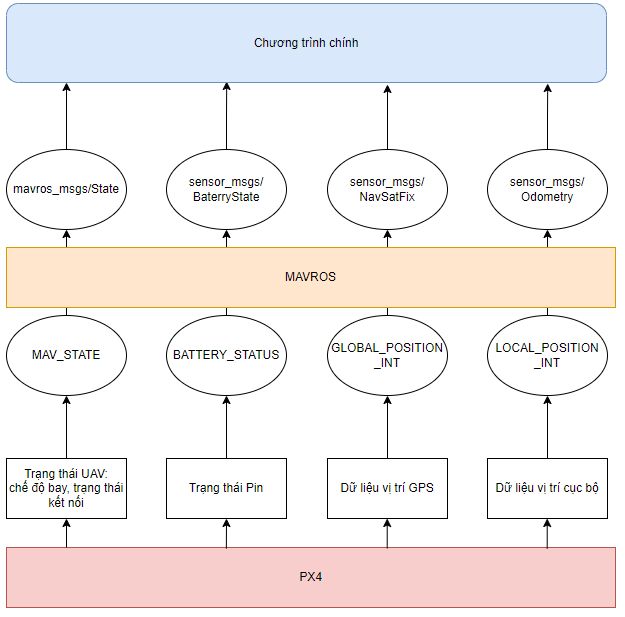 Chương trình chính
mavros_msgs/State
sensor_msgs/
BaterryState
sensor_msgs/
NavSatFix
sensor_msgs/
Odometry
MAVROS
MAV_STATE
BATTERY_STATUS
GLOBAL_POSITION
_INT
LOCAL_POSITION
_INT
Trạng thái UAV:
chế độ bay, trạng thái
kết nối
Trạng thái Pin
Dữ liệu vị trí GPS
Dữ liệu vị trí cục bộ
PX4